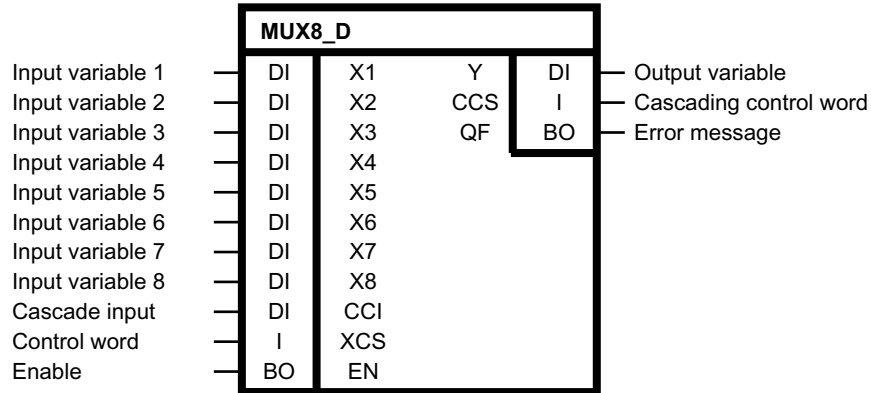 MUX8_D
Input variable 1 DI X1 Y DI Output variable
Input variable 2 DI X2 CCS I Cascading control word
Input variable 3 DI X3 QF BO Error message
Input variable 4 DI X4
Input variable 5 DI X5
Input variable 6 DI X6
Input variable 7 DI X7
Input variable 8 DI X8
Cascade input DI CCI
Control word I XCS
Enable BO EN